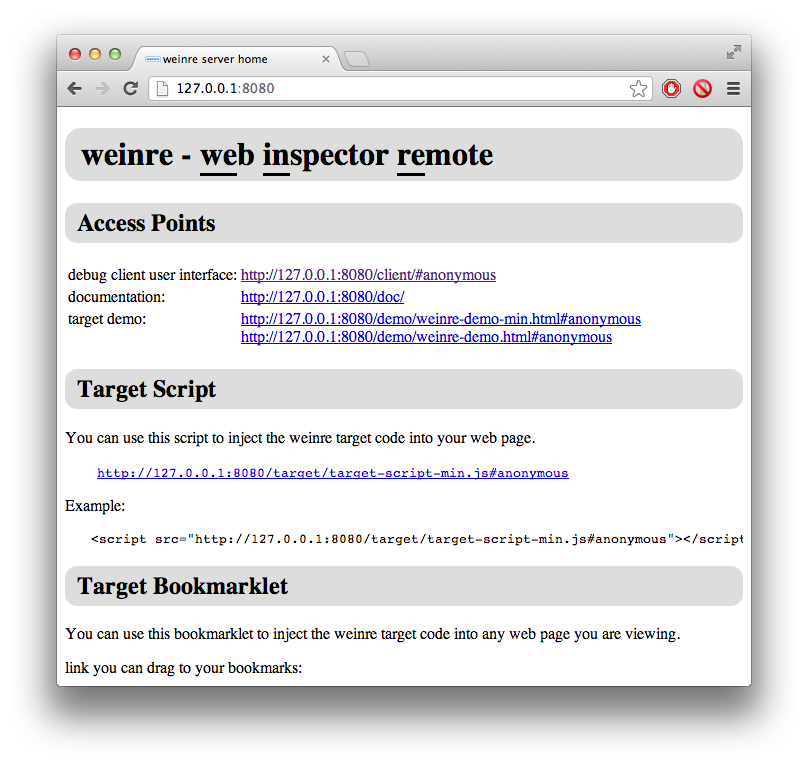 weinre server home
127.0.0.1:8080
weinre - web inspector remote
Access Points
debug client user interface: http://127.0.0.1:8080/client/#anonymous
documentation: http://127.0.0.1:8080/doc/
target demo: http://127.0.0.1:8080/demo/weinre-demo-min.html#anonymous
http://127.0.0.1:8080/demo/weinre-demo.html#anonymous
Target Script
You can use this script to inject the weinre target code into your web page.
http://127.0.0.1:8080/target/target-script-min.js#anonymous
Example:
<script src="http://127.0.0.1:8080/target/target-script-min.js#anonymous"></script
Target Bookmarklet
You can use this bookmarklet to inject the weinre target code into any web page you are viewing.
link you can drag to your bookmarks: